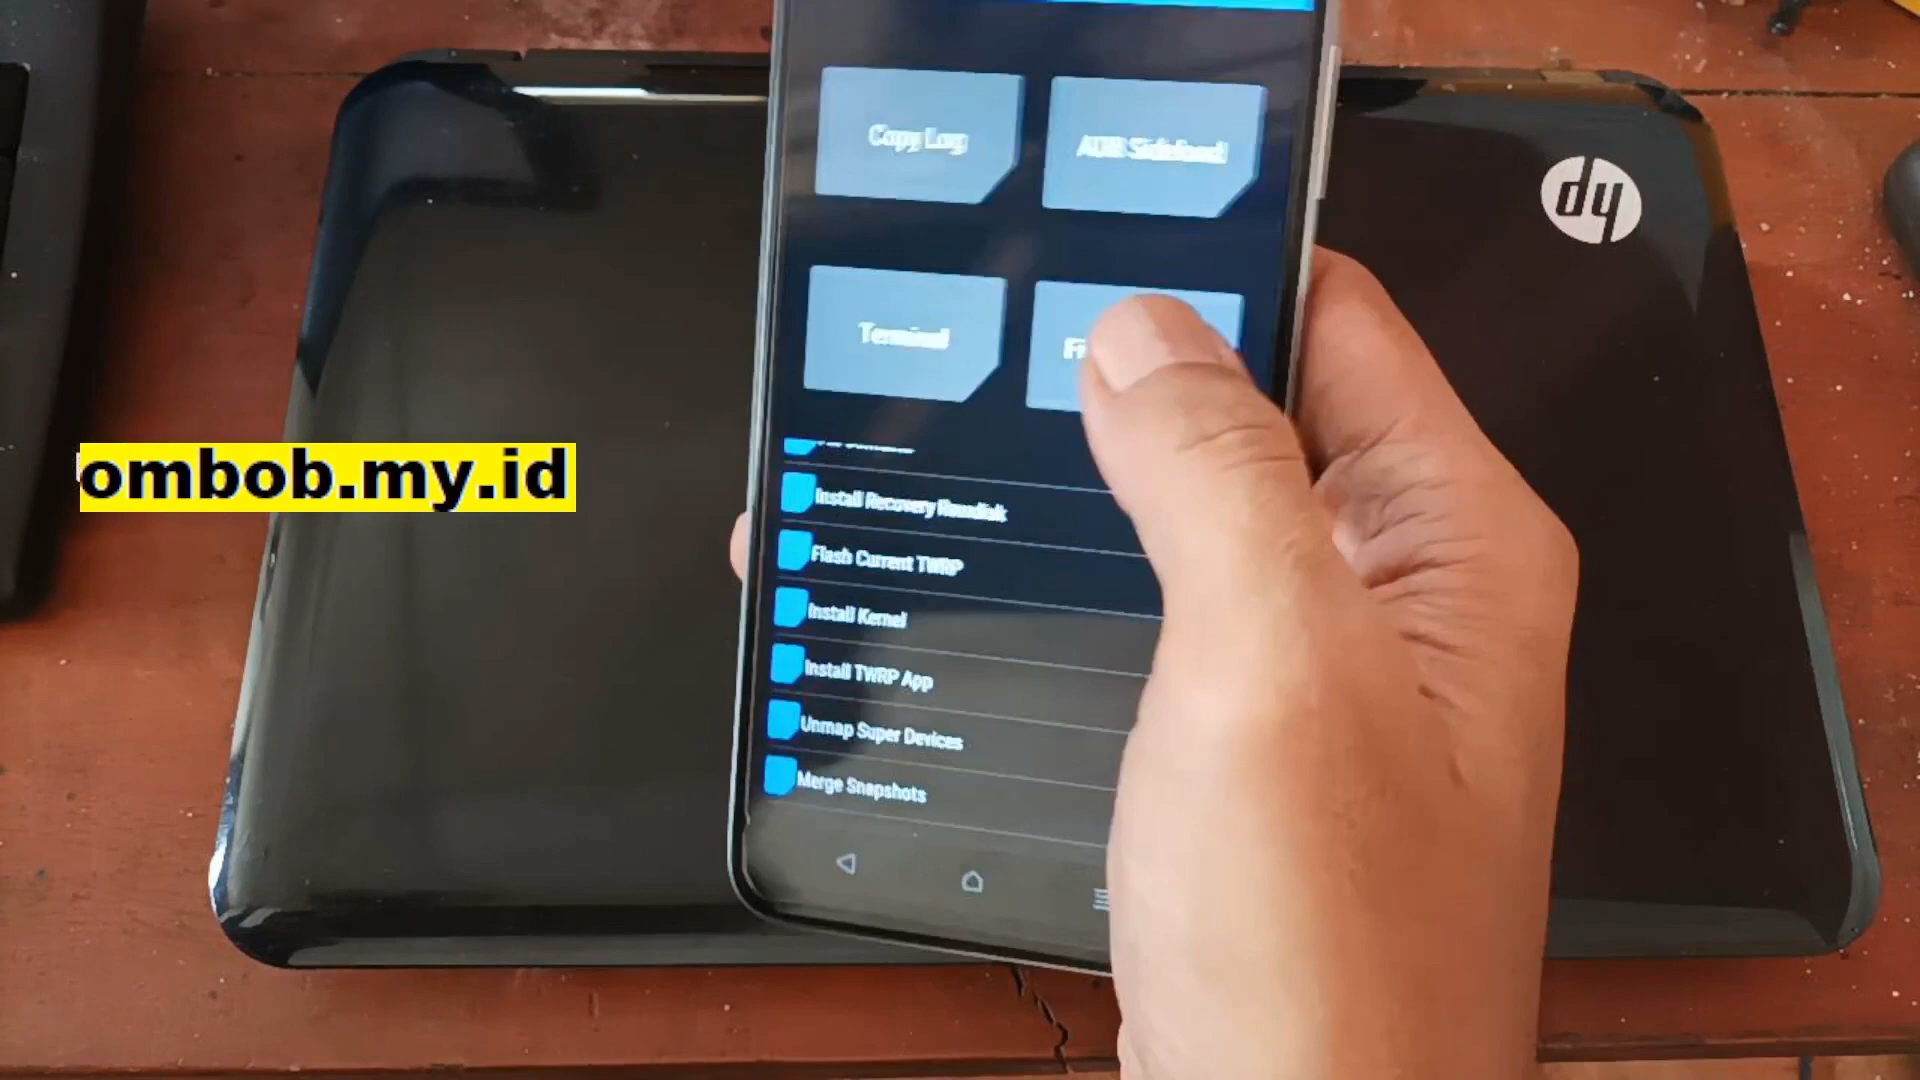 Copy Log
ADB Sideload
Terminal
hp
ombob.my.id
Install Recovery Ramdisk
Flash Current TWRP
Install Kernel
Install TWRP App
Unmap Super Devices
Merge Snapshots